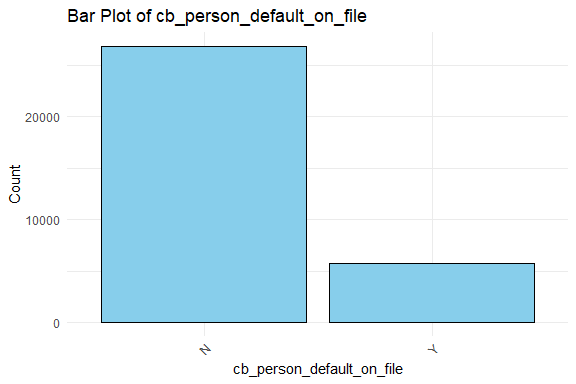 Bar Plot of cb_person_default_on_file
Count
20000
10000
0
N
Y
cb_person_default_on_file